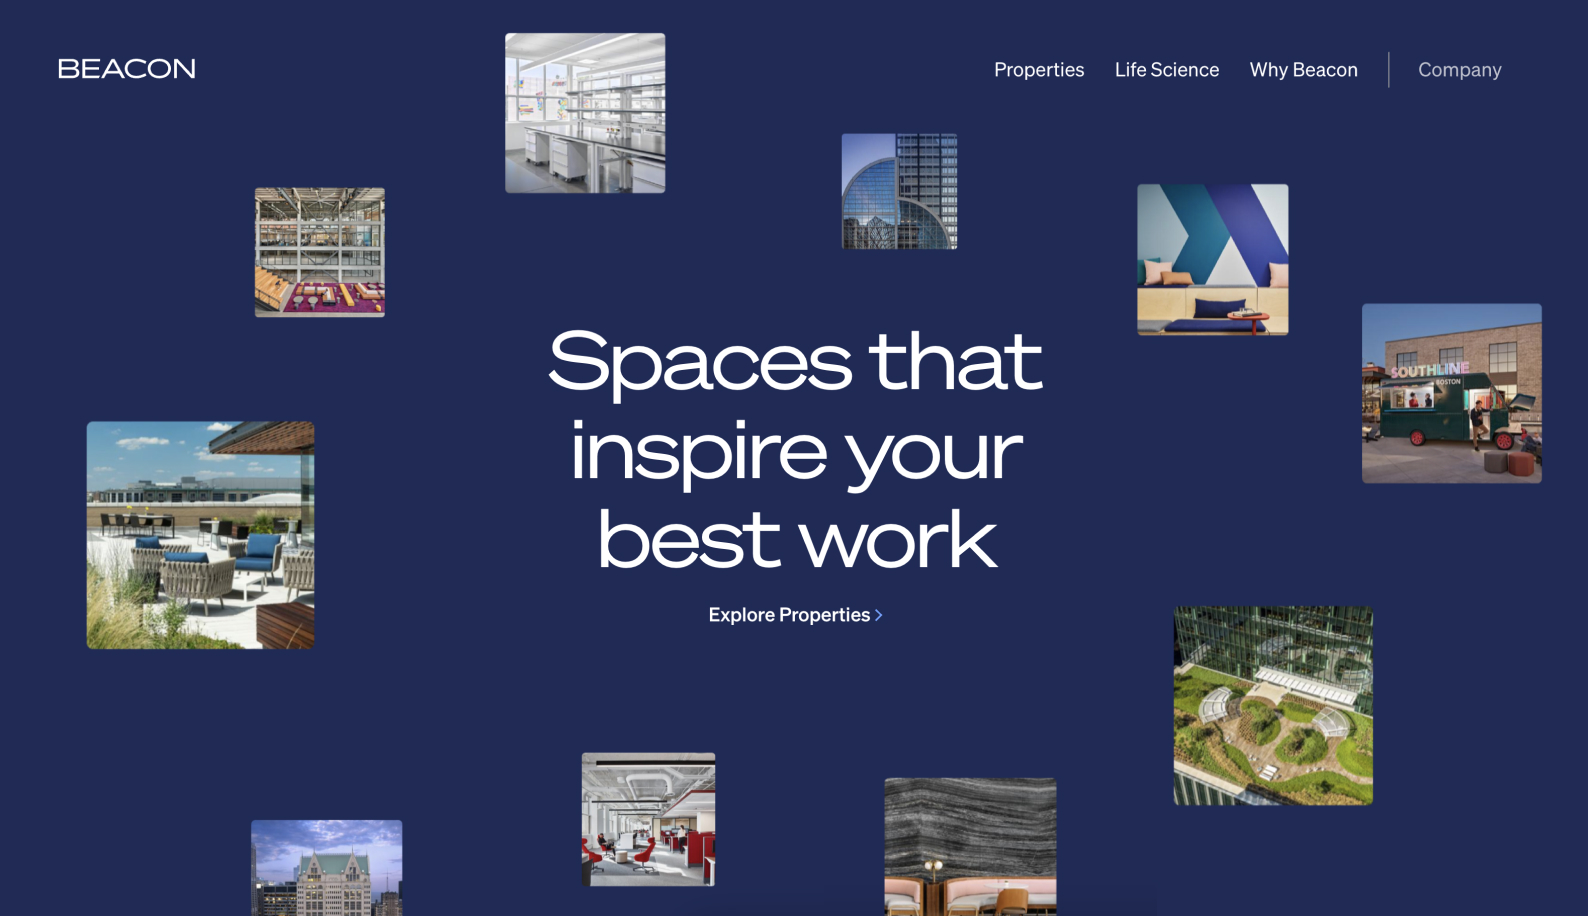 BEACON
Properties
Life Science
Why Beacon
Company
Spaces that
inspire your
best work
Explore Properties
SOUTHLINE
BOSTON